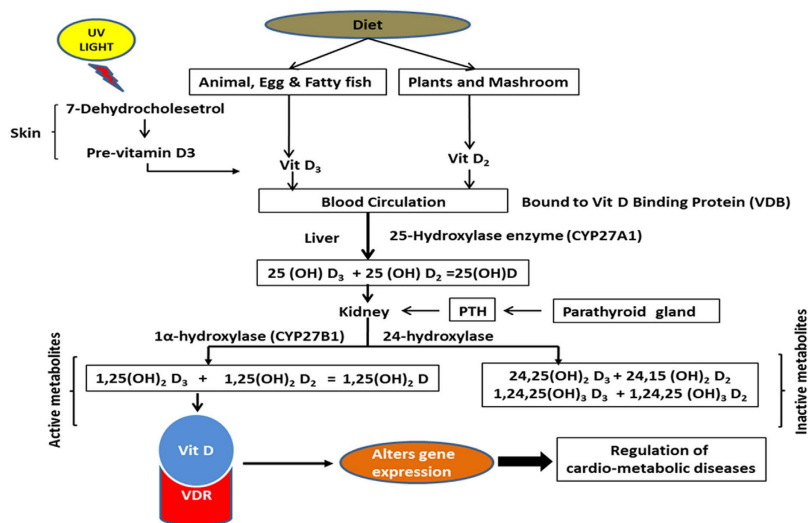 UV
LIGHT
Diet
Animal, Egg & Fatty fish
Plants and Mashroom
7-Dehydrocholesetrol
Skin
Pre-vitamin D3
Vit D₃
Vit D₂
Blood Circulation
Bound to Vit D Binding Protein (VDB)
Liver
25-Hydroxylase enzyme (CYP27A1)
25 (OH) D₃ + 25 (OH) D₂ =25(OH)D
Kidney
PTH
Parathyroid gland
1α-hydroxylase (CYP27B1)
24-hydroxylase
Active metabolites
1,25(OH)₂ D₃ + 1,25(OH)₂ D₂ = 1,25(OH)₂ D
24,25(OH)₂ D₃ + 24,15 (OH)₂ D₂
1,24,25(OH)₃ D₃ + 1,24,25 (OH)₃ D₂
Inactive metabolites
Vit D
VDR
Alters gene
expression
Regulation of
cardio-metabolic diseases